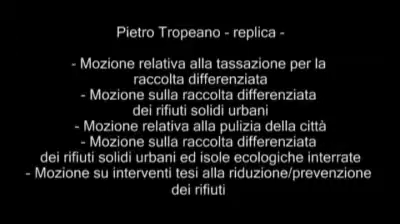 Pietro Tropeano - replica -
- Mozione relativa alla tassazione per la
raccolta differenziata
- Mozione sulla raccolta differenziata
dei rifiuti solidi urbani
- Mozione relativa alla pulizia della città
- Mozione sulla raccolta differenziata
dei rifiuti solidi urbani ed isole ecologiche interrate
- Mozione su interventi tesi alla riduzione/prevenzione
dei rifiuti